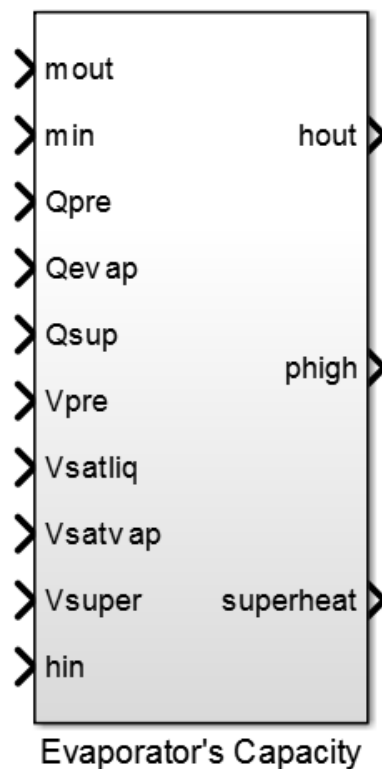 mout
min
hout
Qpre
Qevap
Qsup
phigh
Vpre
Vsatliq
Vsatvap
Vsuper
superheat
hin
Evaporator's Capacity